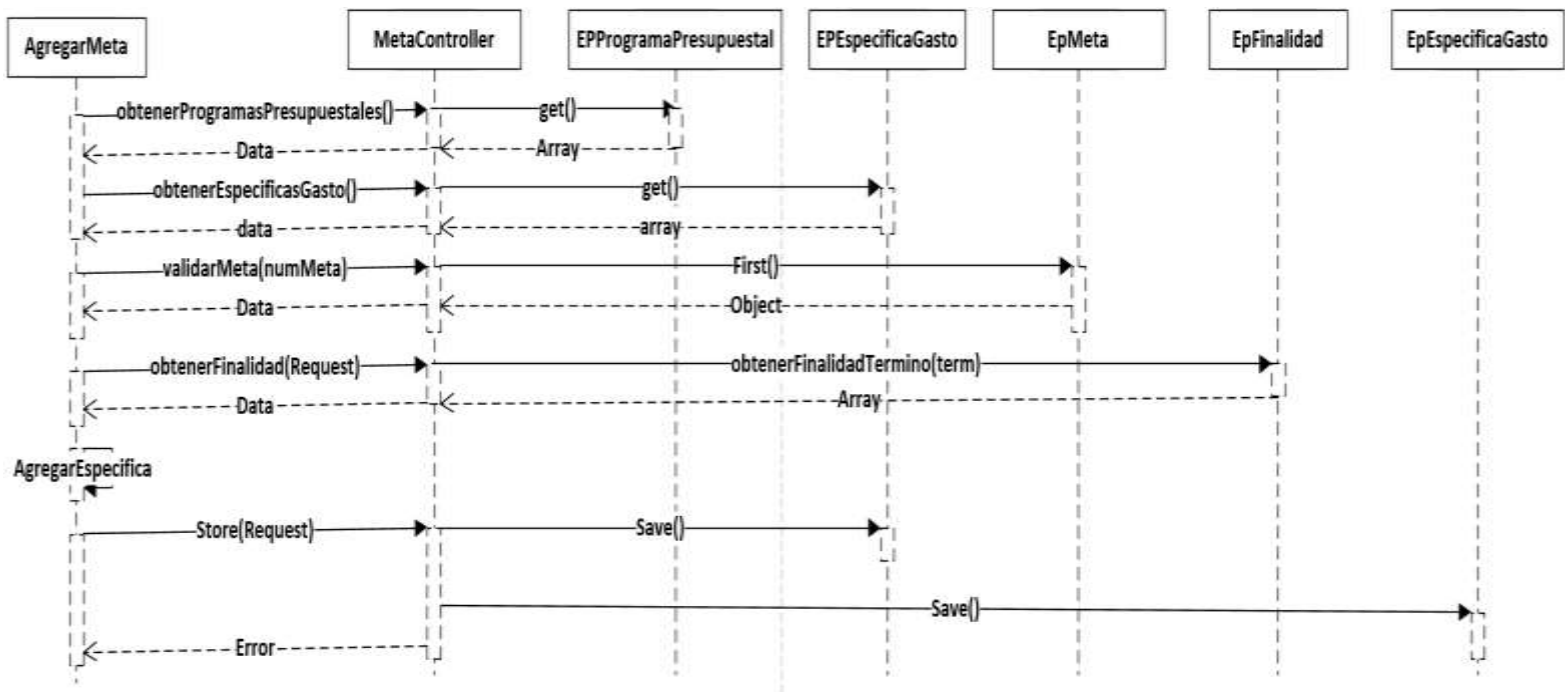 AgregarMeta
MetaController
EPProgramaPresupuestal
EPEspecificaGasto
EpMeta
EpFinalidad
EpEspecificaGasto
obtenerProgramasPresupuestales()
get()
Data
Array
obtenerEspecificasGasto()
get()
data
array
validarMeta(numMeta)
First()
Data
Object
obtenerFinalidad(Request)
obtenerFinalidadTermino(term)
Data
Array
AgregarEspecifica
Store(Request)
Save()
Save()
Error